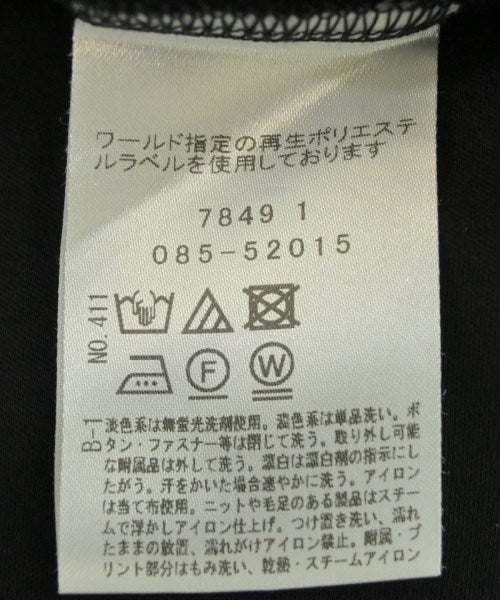 ワールド指定の再生ポリエステ
ルラベルを使用しております
7849 1
085-52015
NO. 411
F
W
B-1
淡色系は無蛍光洗剤使用。濃色系は単品洗い。ボ
タン・ファスナー等は閉じて洗う。取り外し可能
な附属品は外して洗う。漂白は漂白剤の指示にし
たがう。汗をかいた場合速やかに洗う。アイロン
は当て布使用。ニットや毛足のある製品はスチー
ムで浮かしアイロン仕上げ。つけ置き洗い、濡れ
たままの放置、濡れがけアイロン禁止。附属・プ
リント部分はもみ洗い、乾熱・スチームアイロン